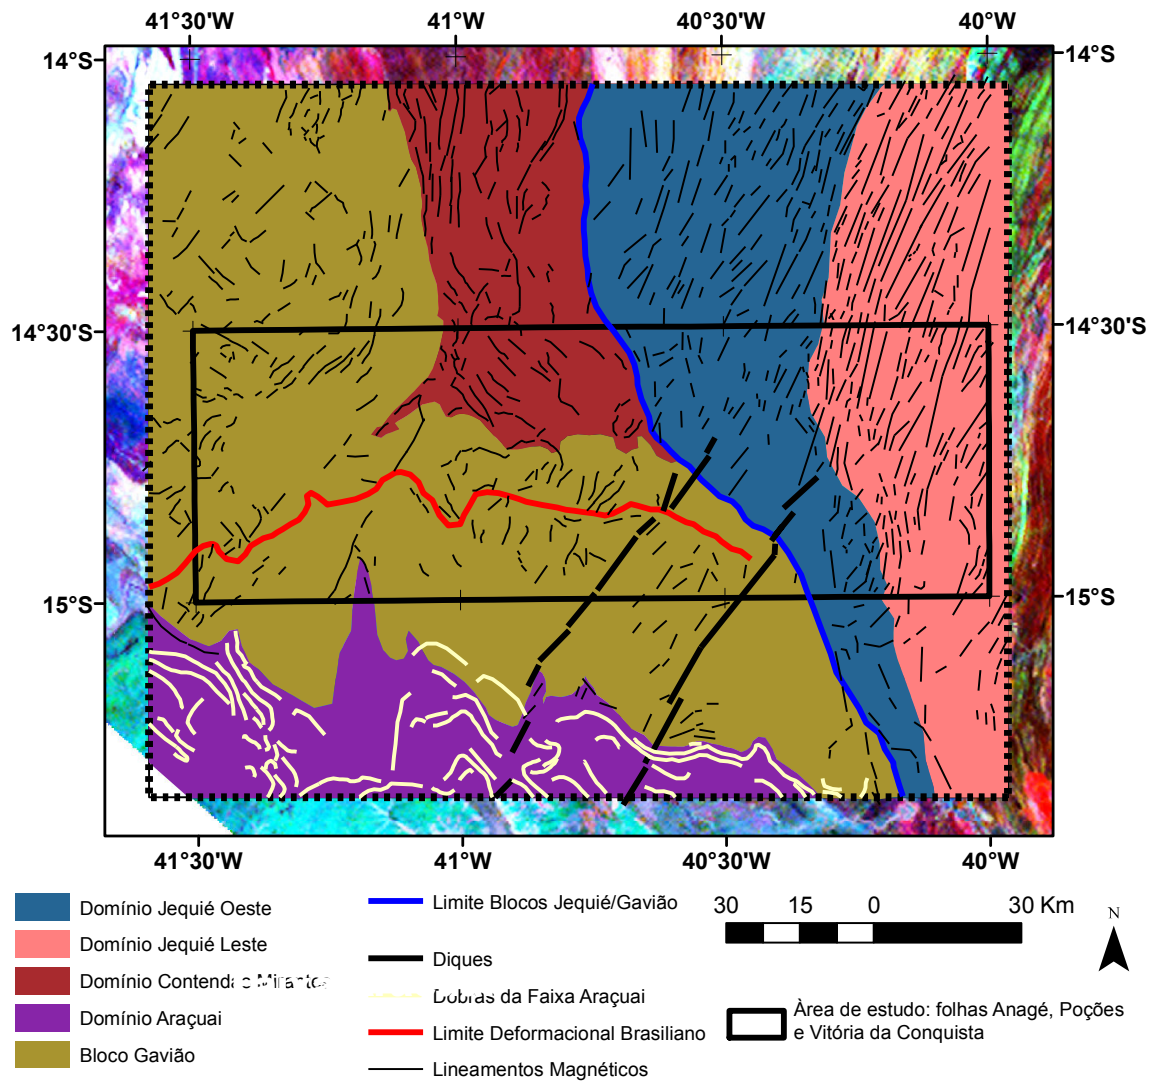 41°30'W 41°W 40°30'W 40°W
14°S 14°S
14°30'S 14°30'S
15°S 15°S
41°30'W 41°W 40°30'W 40°W
Domínio Jequié Oeste
Domínio Jequié Leste
Domínio Contendas Mirantes
Domínio Araçuai
Bloco Gavião
Limite Blocos Jequié/Gavião
Diques
Dobras da Faixa Araçuai
Limite Deformacional Brasiliano
Lineamentos Magnéticos
30 15 0 30 Km
N
Àrea de estudo: folhas Anagé, Poções
e Vitória da Conquista